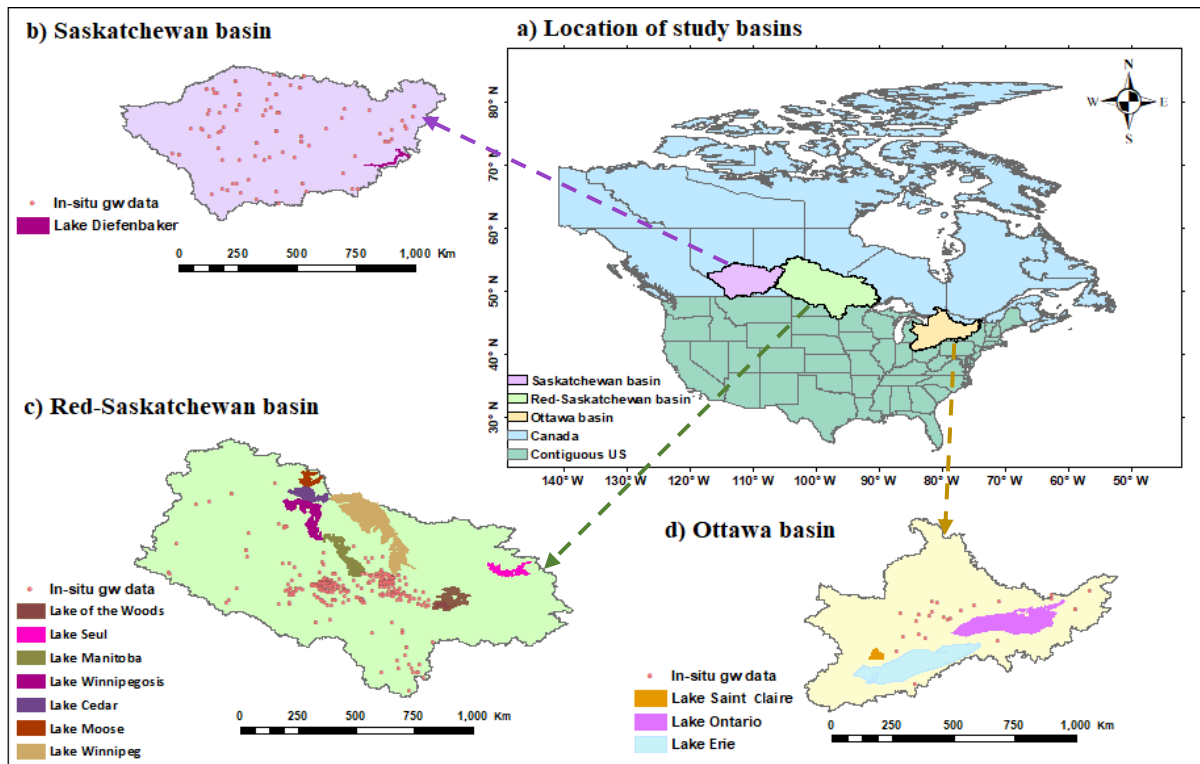 b) Saskatchewan basin
In-situ gw data
Lake Diefenbaker
0 250 500 750 1,000 Km
a) Location of study basins
N
W E
S
80° N
70° N
60° N
50° N
40° N
30° N
Saskatchewan basin
Red-Saskatchewan basin
Ottawa basin
Canada
Contiguous US
140° W 130° W 120° W 110° W 100° W 90° W 80° W 70° W 60° W 50° W
c) Red-Saskatchewan basin
In-situ gw data
Lake of the Woods
Lake Seul
Lake Manitoba
Lake Winnipegosis
Lake Cedar
Lake Moose
Lake Winnipeg
0 250 500 750 1,000 Km
d) Ottawa basin
In-situ gw data
Lake Saint Claire
Lake Ontario
Lake Erie
0 250 500 750 1,000 Km